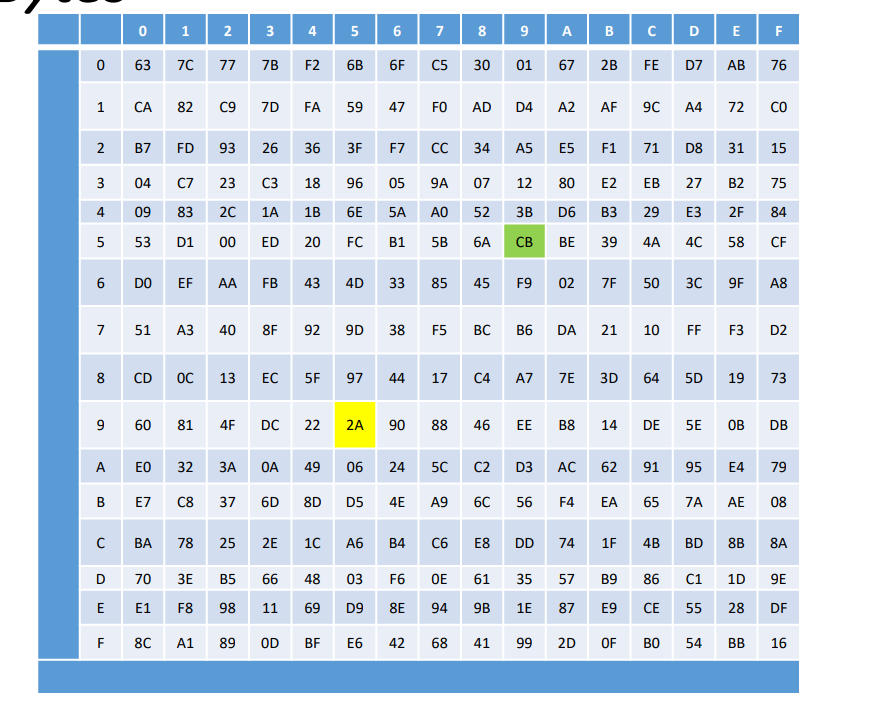 Bytes
0 1 2 3 4 5 6 7 8 9 A B C D E F
0 63 7C 77 7B F2 6B 6F C5 30 01 67 2B FE D7 AB 76
1 CA 82 C9 7D FA 59 47 F0 AD D4 A2 AF 9C A4 72 C0
2 B7 FD 93 26 36 3F F7 CC 34 A5 E5 F1 71 D8 31 15
3 04 C7 23 C3 18 96 05 9A 07 12 80 E2 EB 27 B2 75
4 09 83 2C 1A 1B 6E 5A A0 52 3B D6 B3 29 E3 2F 84
5 53 D1 00 ED 20 FC B1 5B 6A CB BE 39 4A 4C 58 CF
6 D0 EF AA FB 43 4D 33 85 45 F9 02 7F 50 3C 9F A8
7 51 A3 40 8F 92 9D 38 F5 BC B6 DA 21 10 FF F3 D2
8 CD 0C 13 EC 5F 97 44 17 C4 A7 7E 3D 64 5D 19 73
9 60 81 4F DC 22 2A 90 88 46 EE B8 14 DE 5E 0B DB
A E0 32 3A 0A 49 06 24 5C C2 D3 AC 62 91 95 E4 79
B E7 C8 37 6D 8D D5 4E A9 6C 56 F4 EA 65 7A AE 08
C BA 78 25 2E 1C A6 B4 C6 E8 DD 74 1F 4B BD 8B 8A
D 70 3E B5 66 48 03 F6 0E 61 35 57 B9 86 C1 1D 9E
E E1 F8 98 11 69 D9 8E 94 9B 1E 87 E9 CE 55 28 DF
F 8C A1 89 0D BF E6 42 68 41 99 2D 0F B0 54 BB 16